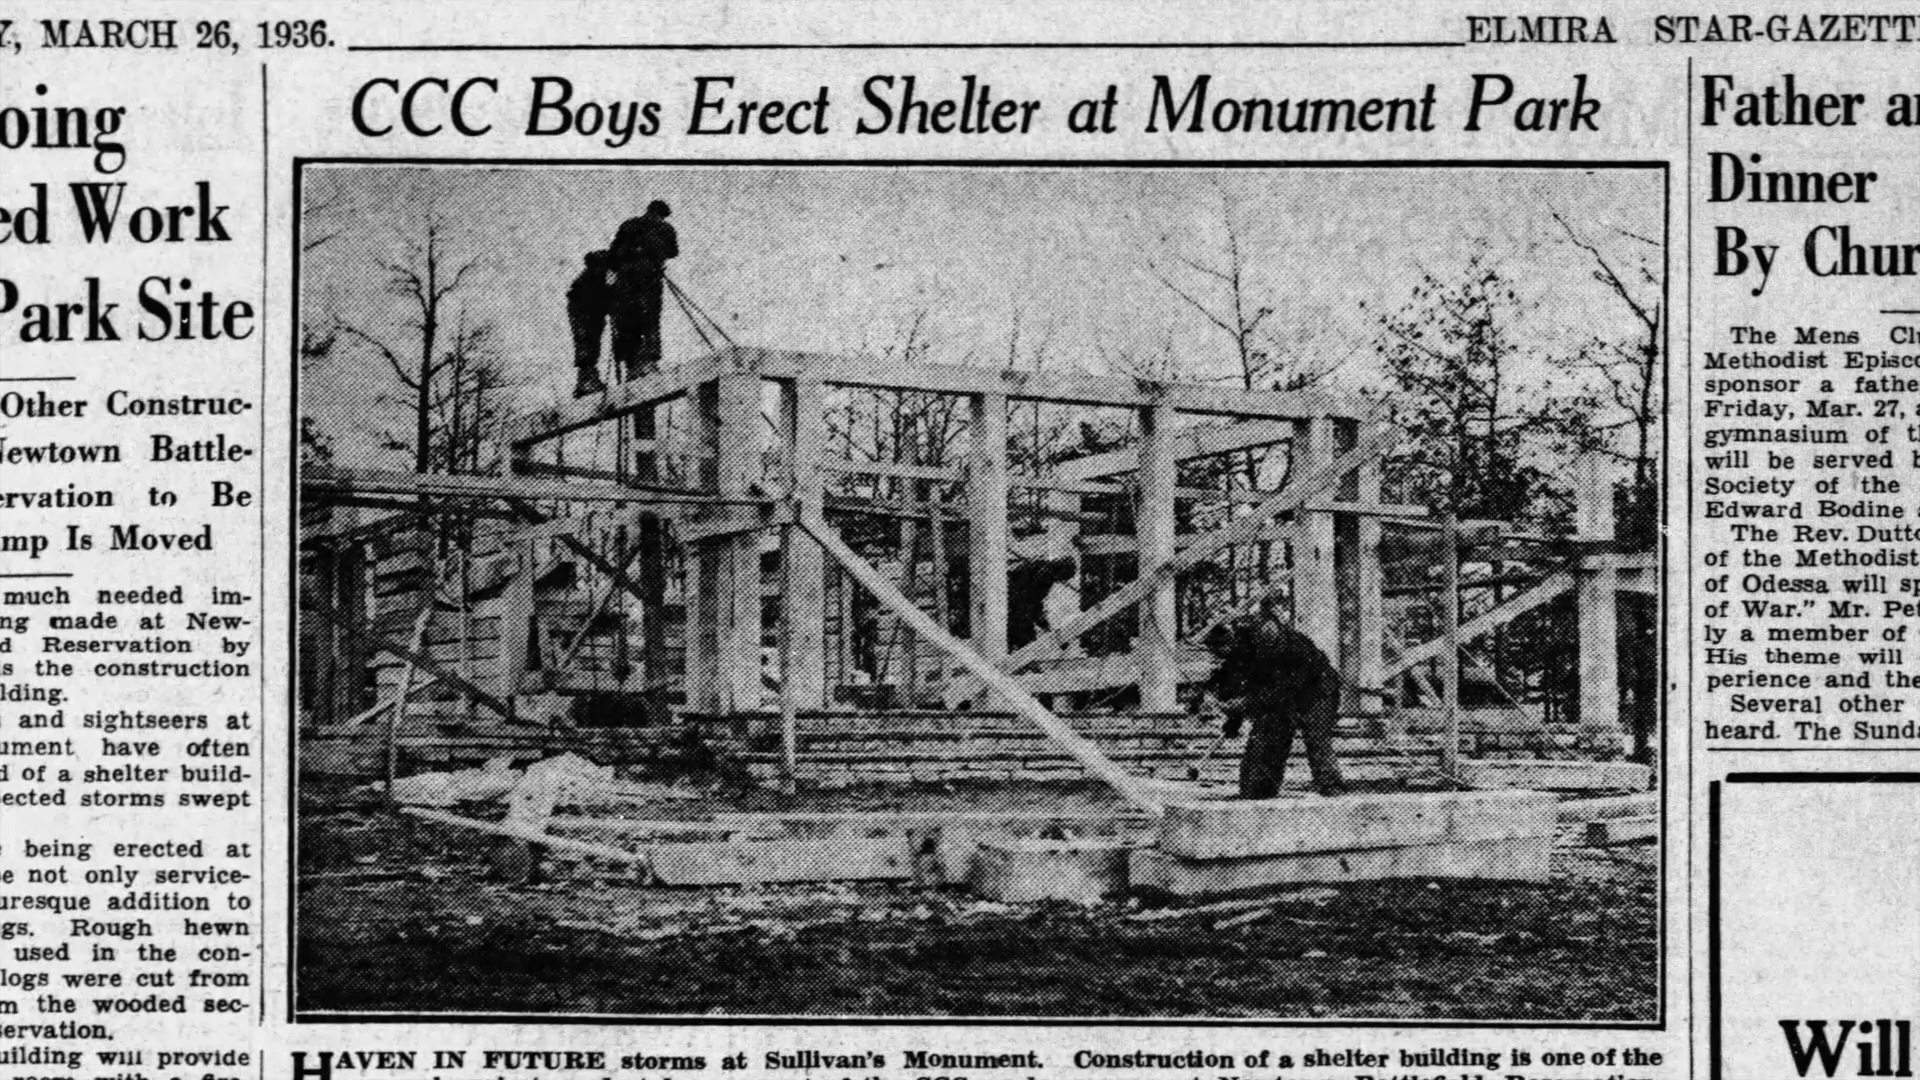 MARCH 26, 1936.
ELMIRA STAR-GAZETT
oing
ed Work
Park Site
Other Construc-
Newtown Battle-
ervation to Be
mp Is Moved
much needed im-
ng made at New-
d Reservation by
s the construction
lding.
and sightseers at
ument have often
d of a shelter build-
ected storms swept
being erected at
e not only service-
uresque addition to
gs. Rough hewn
used in the con-
logs were cut from
m the wooded sec-
servation.
uilding will provide
CCC Boys Erect Shelter at Monument Park
HAVEN IN FUTURE storms at Sullivan's Monument. Construction of a shelter building is one of the
Father a
Dinner
By Chur
The Mens Cl
Methodist Episc
sponsor a fathe
Friday, Mar. 27,
gymnasium of t
will be served b
Society of the
Edward Bodine
The Rev. Dutt
of the Methodist
of Odessa will sp
of War." Mr. Pet
ly a member of
His theme will
perience and the
Several other
heard. The Sunda
Will